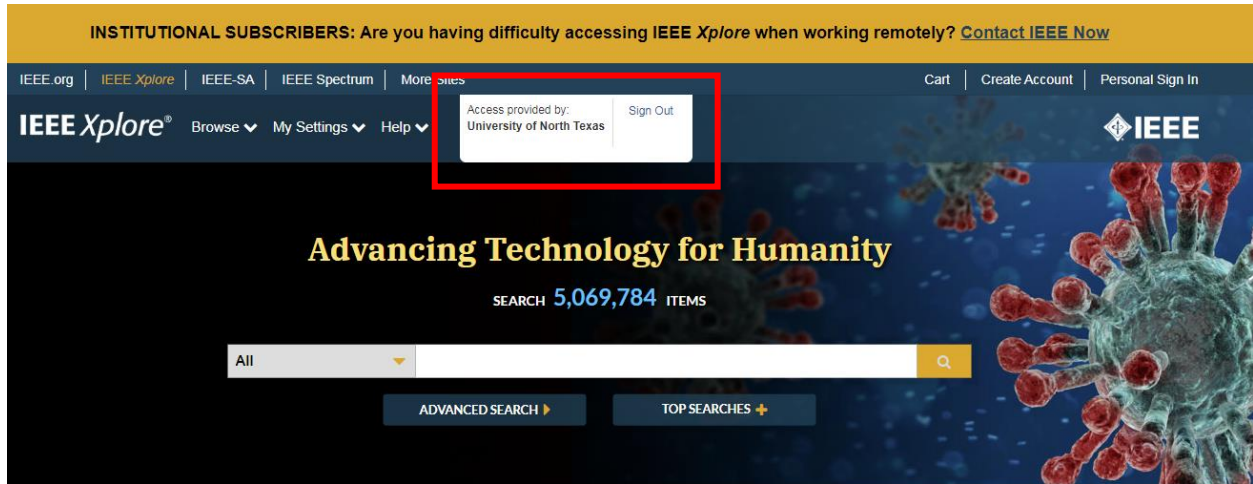 INSTITUTIONAL SUBSCRIBERS: Are you having difficulty accessing IEEE Xplore when working remotely? Contact IEEE Now
IEEE.org | IEEE Xplore | IEEE-SA | IEEE Spectrum | More Sites
Cart | Create Account | Personal Sign In
IEEE Xplore®
Browse My Settings Help
Access provided by:
University of North Texas
Sign Out
IEEE
Advancing Technology for Humanity
SEARCH 5,069,784 ITEMS
All
ADVANCED SEARCH
TOP SEARCHES